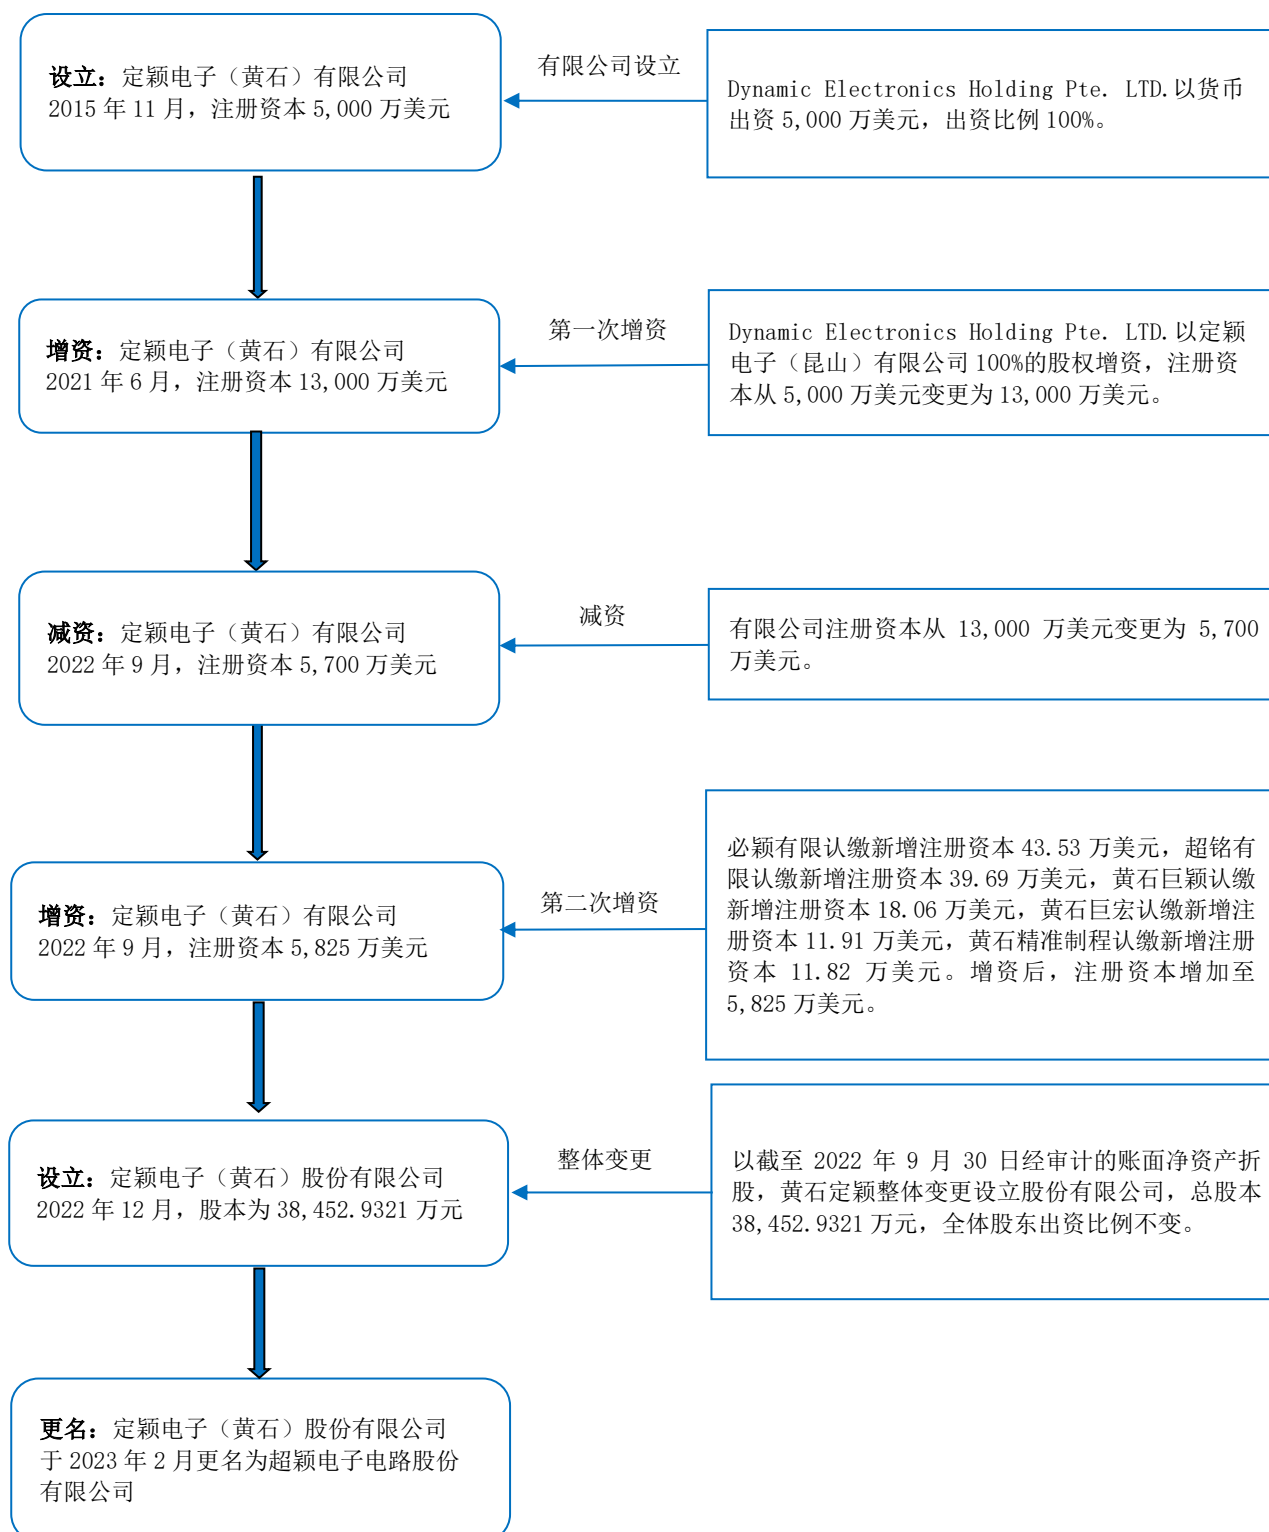 设立：定颖电子（黄石）有限公司
2015 年 11 月，注册资本 5,000 万美元
有限公司设立
Dynamic Electronics Holding Pte. LTD.以货币
出资 5,000 万美元，出资比例 100%。
增资：定颖电子（黄石）有限公司
2021 年 6 月，注册资本 13,000 万美元
第一次增资
Dynamic Electronics Holding Pte. LTD.以定颖
电子（昆山）有限公司 100%的股权增资，注册资
本从 5,000 万美元变更为 13,000 万美元。
减资：定颖电子（黄石）有限公司
2022 年 9 月，注册资本 5,700 万美元
减资
有限公司注册资本从 13,000 万美元变更为 5,700
万美元。
增资：定颖电子（黄石）有限公司
2022 年 9 月，注册资本 5,825 万美元
第二次增资
必颖有限认缴新增注册资本 43.53 万美元，超铭有
限认缴新增注册资本 39.69 万美元，黄石巨颖认缴
新增注册资本 18.06 万美元，黄石巨宏认缴新增注
册资本 11.91 万美元，黄石精准制程认缴新增注册
资本 11.82 万美元。增资后，注册资本增加至
5,825 万美元。
设立：定颖电子（黄石）股份有限公司
2022 年 12 月，股本为 38,452.9321 万元
整体变更
以截至 2022 年 9 月 30 日经审计的账面净资产折
股，黄石定颖整体变更设立股份有限公司，总股本
38,452.9321 万元，全体股东出资比例不变。
更名：定颖电子（黄石）股份有限公司
于 2023 年 2 月更名为超颖电子电路股份
有限公司